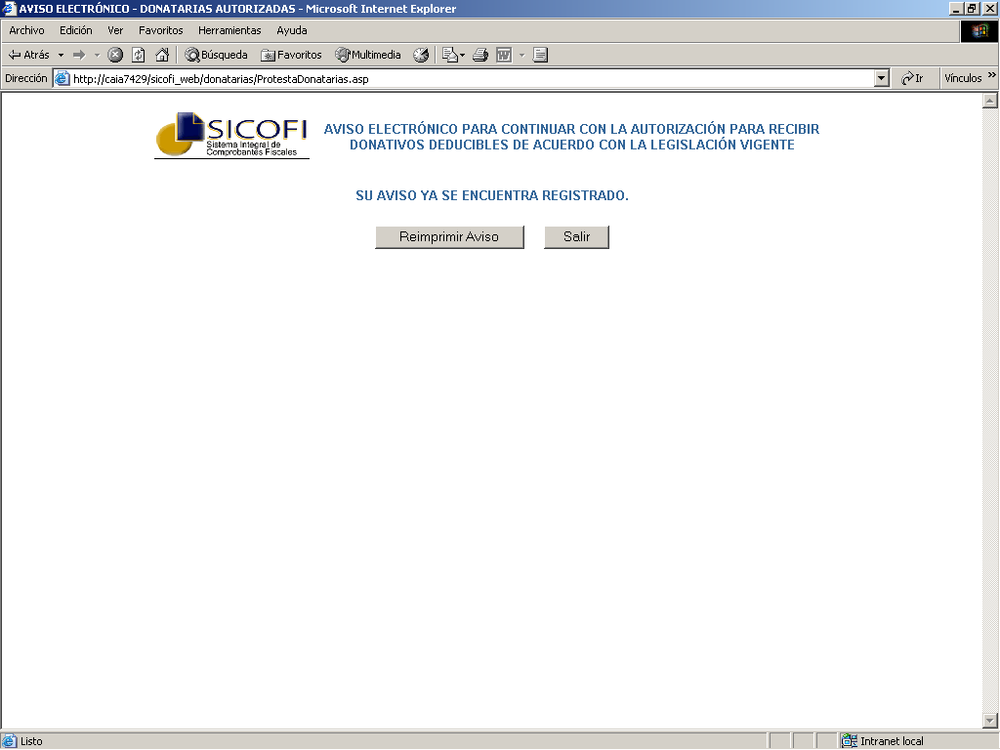 AVISO ELECTRÓNICO - DONATARIAS AUTORIZADAS - Microsoft Internet Explorer
Archivo Edición Ver Favoritos Herramientas Ayuda
Atrás Búsqueda Favoritos Multimedia
Dirección http://caia7429/sicofi_web/donatarias/ProtestaDonatarias.asp Ir Vínculos »
SICOFI
Sistema Integral de
Comprobantes Fiscales
AVISO ELECTRÓNICO PARA CONTINUAR CON LA AUTORIZACIÓN PARA RECIBIR
DONATIVOS DEDUCIBLES DE ACUERDO CON LA LEGISLACIÓN VIGENTE
SU AVISO YA SE ENCUENTRA REGISTRADO.
Reimprimir Aviso Salir
Listo Intranet local